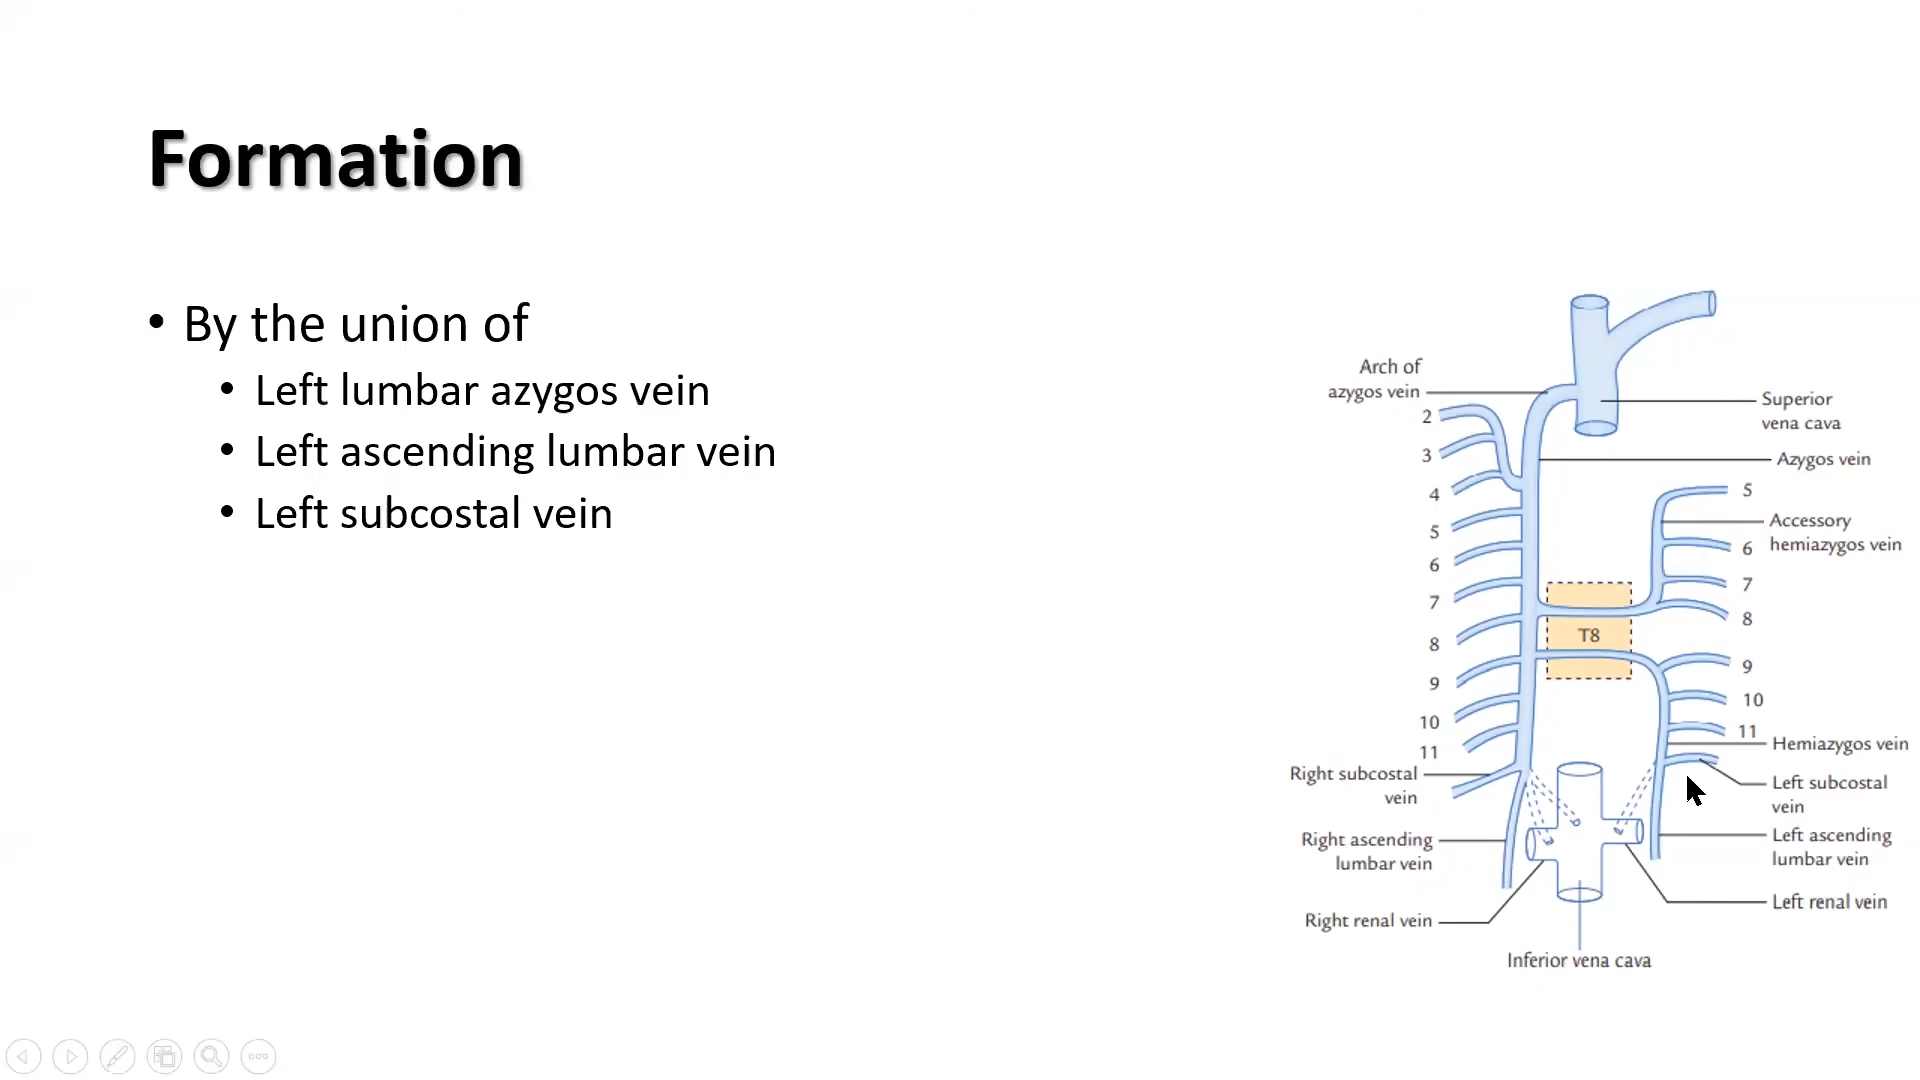 Formation
• By the union of
• Left lumbar azygos vein
• Left ascending lumbar vein
• Left subcostal vein
Arch of
azygos vein
2
3
4
5
6
7
8
9
10
11
Right subcostal
vein
Right ascending
lumbar vein
Right renal vein
Inferior vena cava
T8
Superior
vena cava
Azygos vein
5
Accessory
hemiazygos vein
6
7
8
9
10
11
Hemiazygos vein
Left subcostal
vein
Left ascending
lumbar vein
Left renal vein